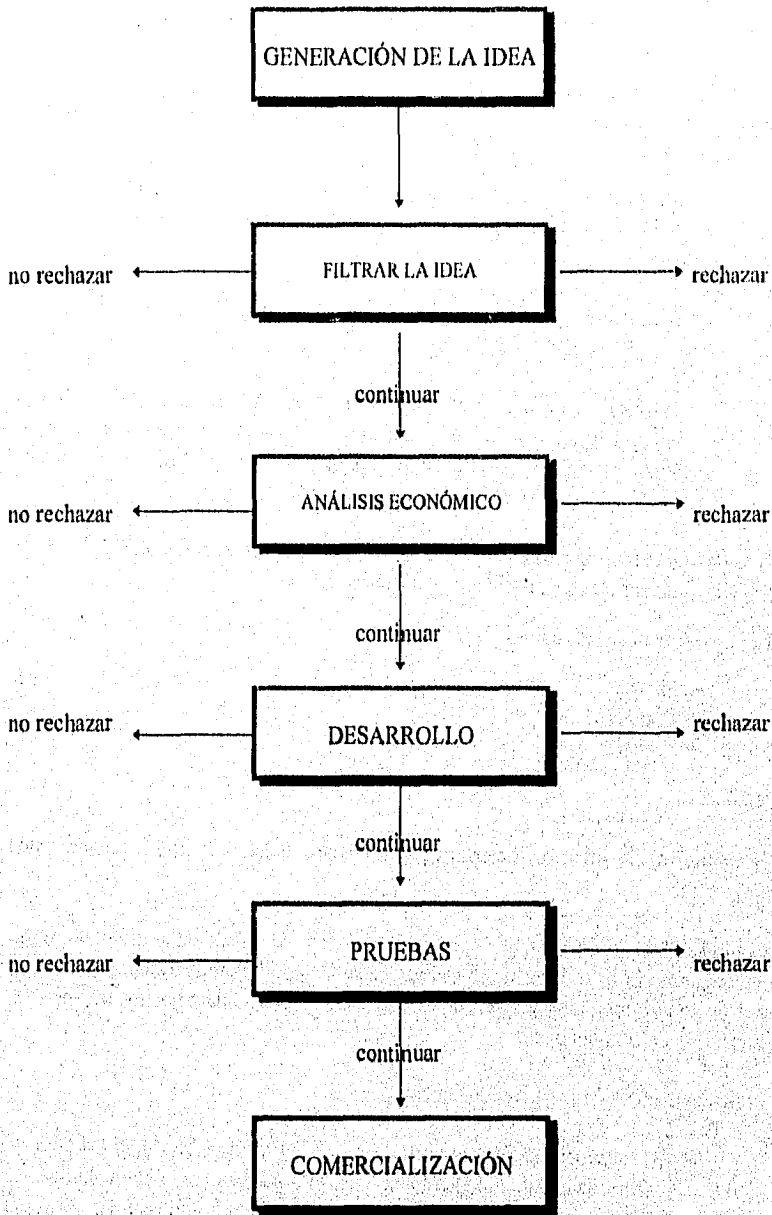 GENERACIÓN DE LA IDEA
no rechazar
FILTRAR LA IDEA
rechazar
continuar
no rechazar
ANÁLISIS ECONÓMICO
rechazar
continuar
no rechazar
DESARROLLO
rechazar
continuar
no rechazar
PRUEBAS
rechazar
continuar
COMERCIALIZACIÓN